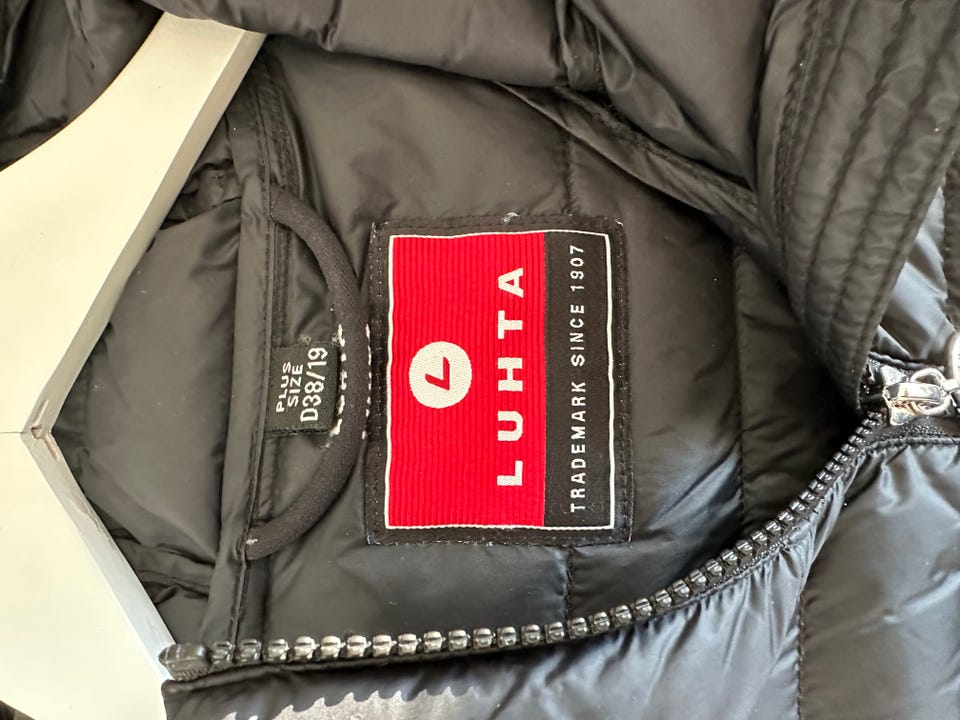 PLUS
SIZE
D38/19
LUHTA
TRADEMARK SINCE 1907